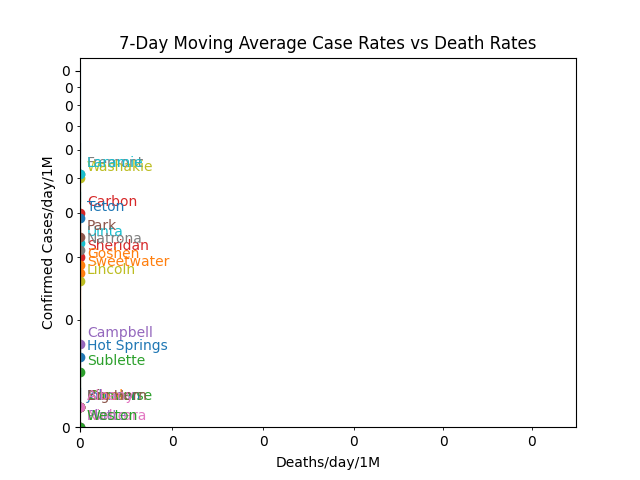 7-Day Moving Average Case Rates vs Death Rates
Confirmed Cases/day/1M
0
0
0
0
0
0
0
0
0
0
Washakie
Carbon
Teton
Park
Uinta
Natrona
Sheridan
Goshen
Sweetwater
Lincoln
Campbell
Hot Springs
Sublette
Big Horn
Weston
0
0
0
0
0
0
Deaths/day/1M